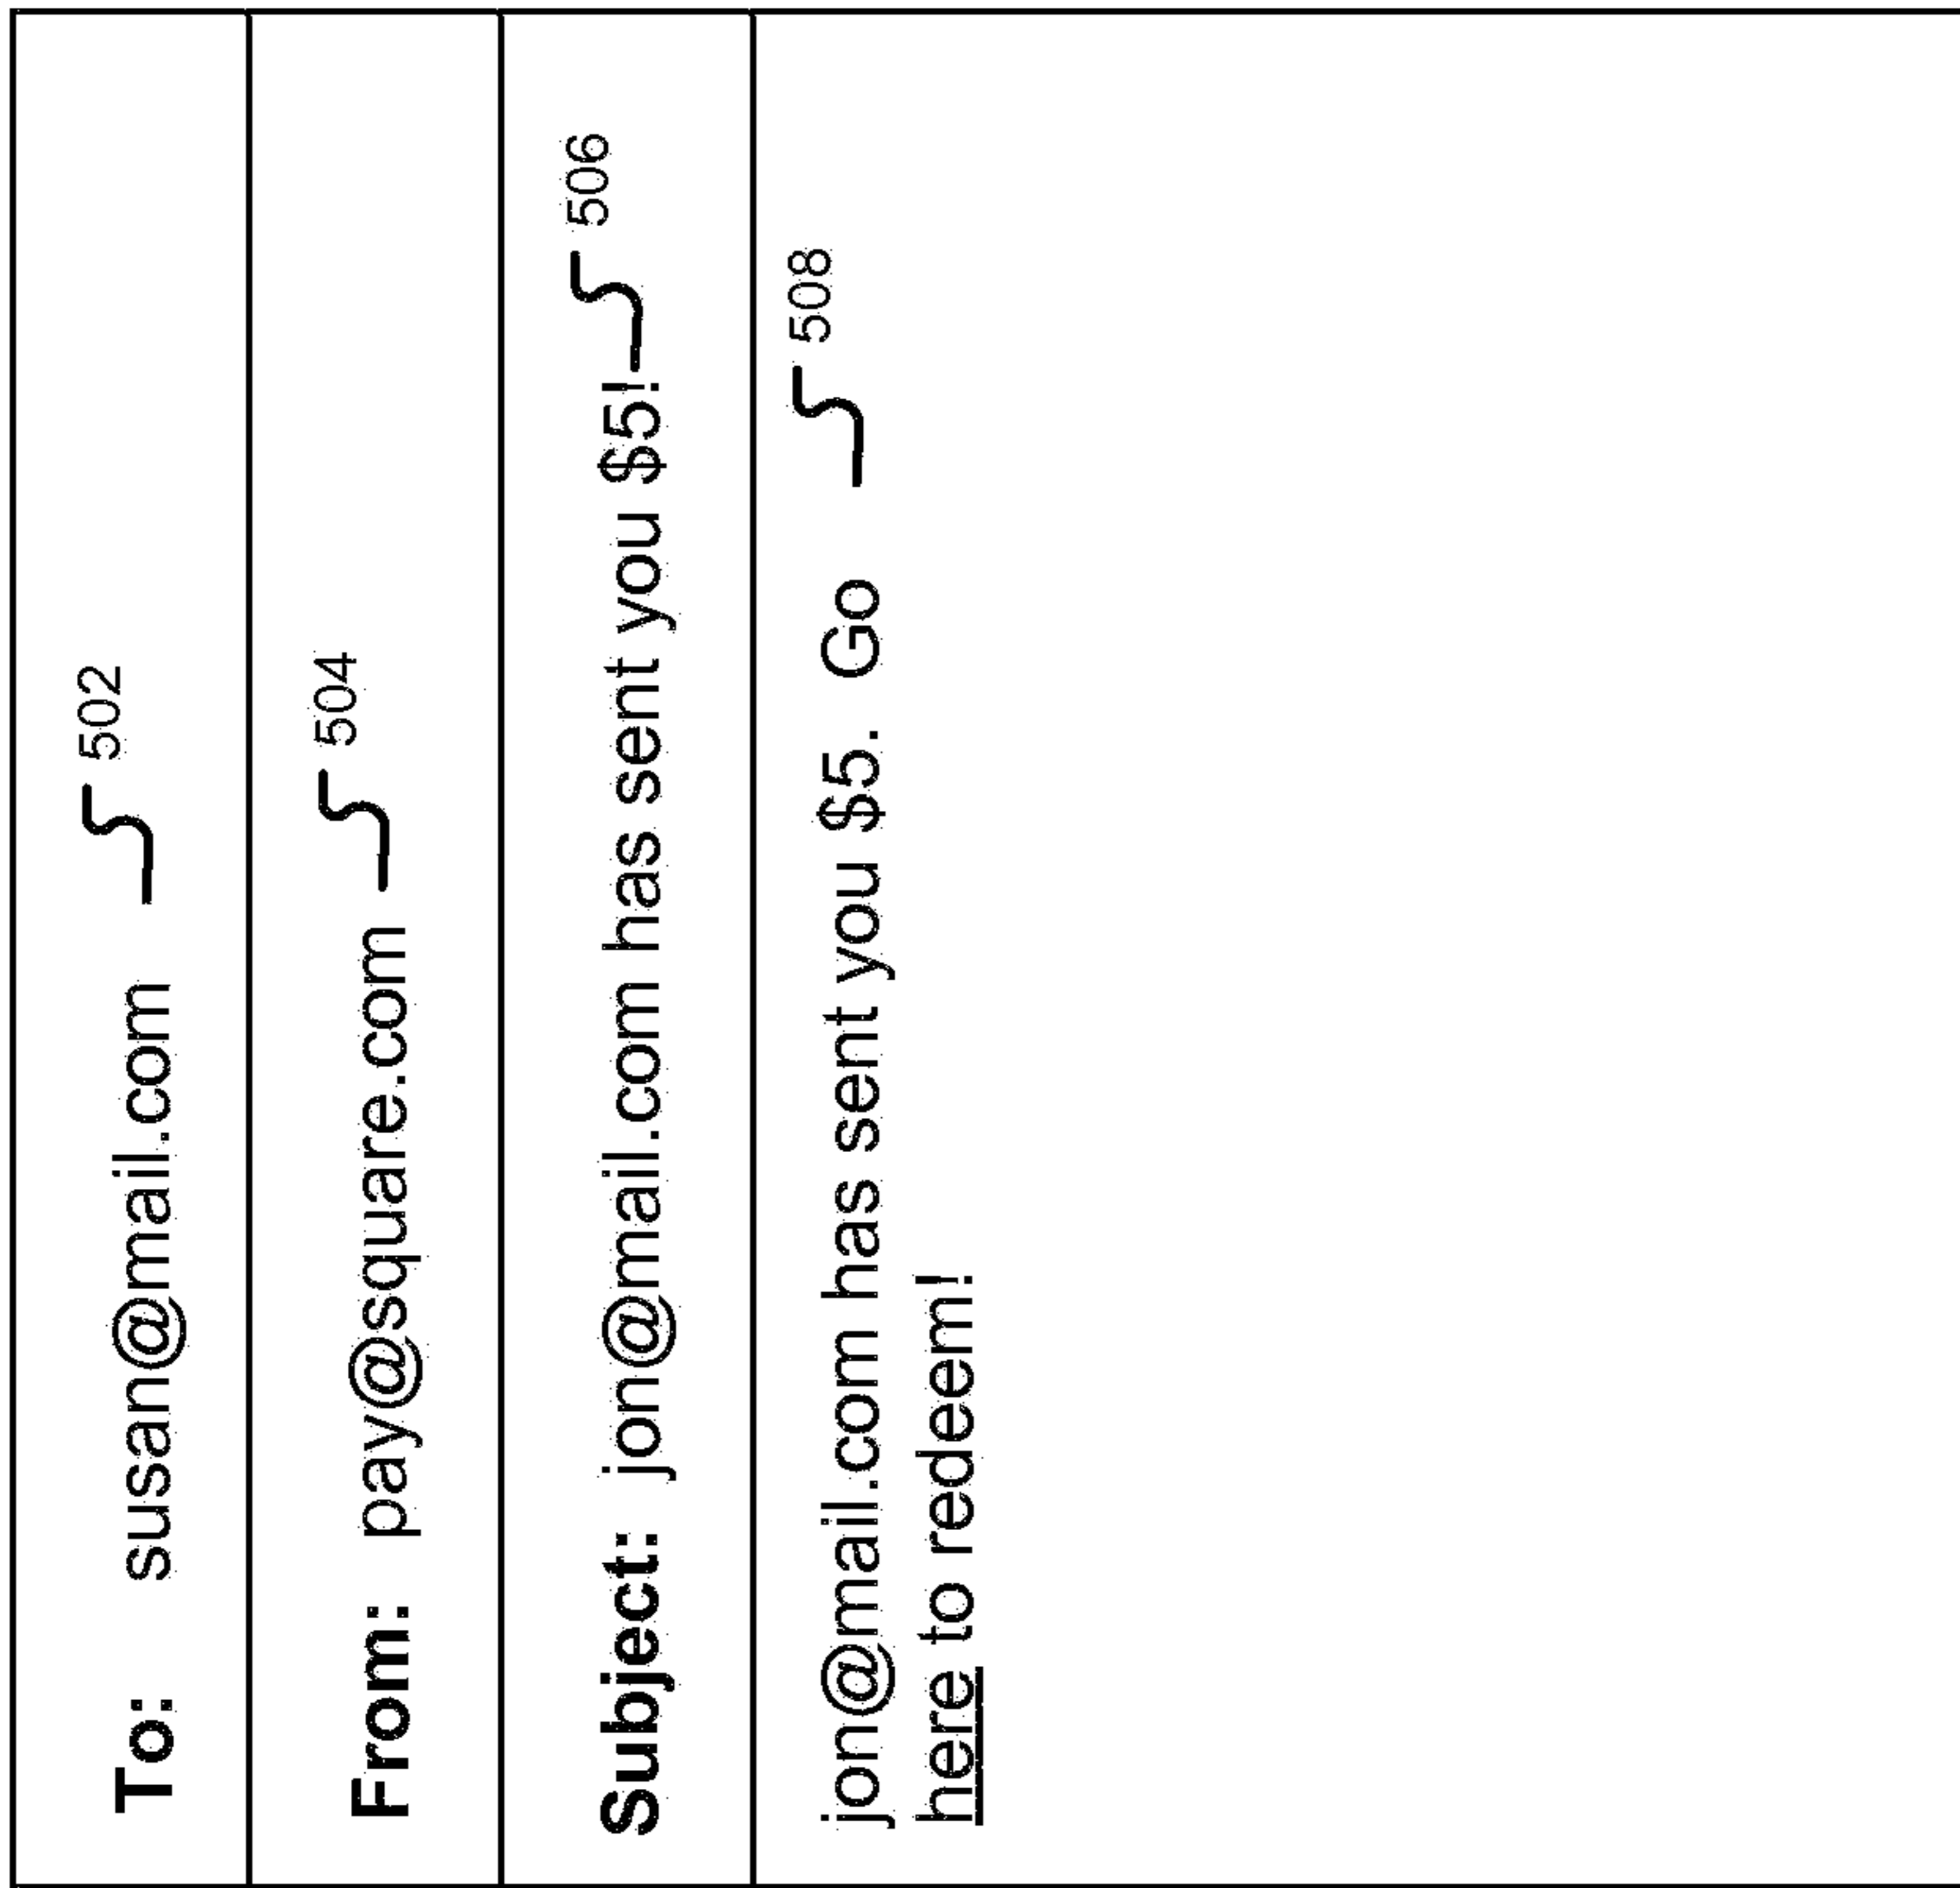 To: susan@mail.com 502
From: pay@square.com 504
Subject: jon@mail.com has sent you $5! 506
jon@mail.com has sent you $5. Go 508
here to redeem!